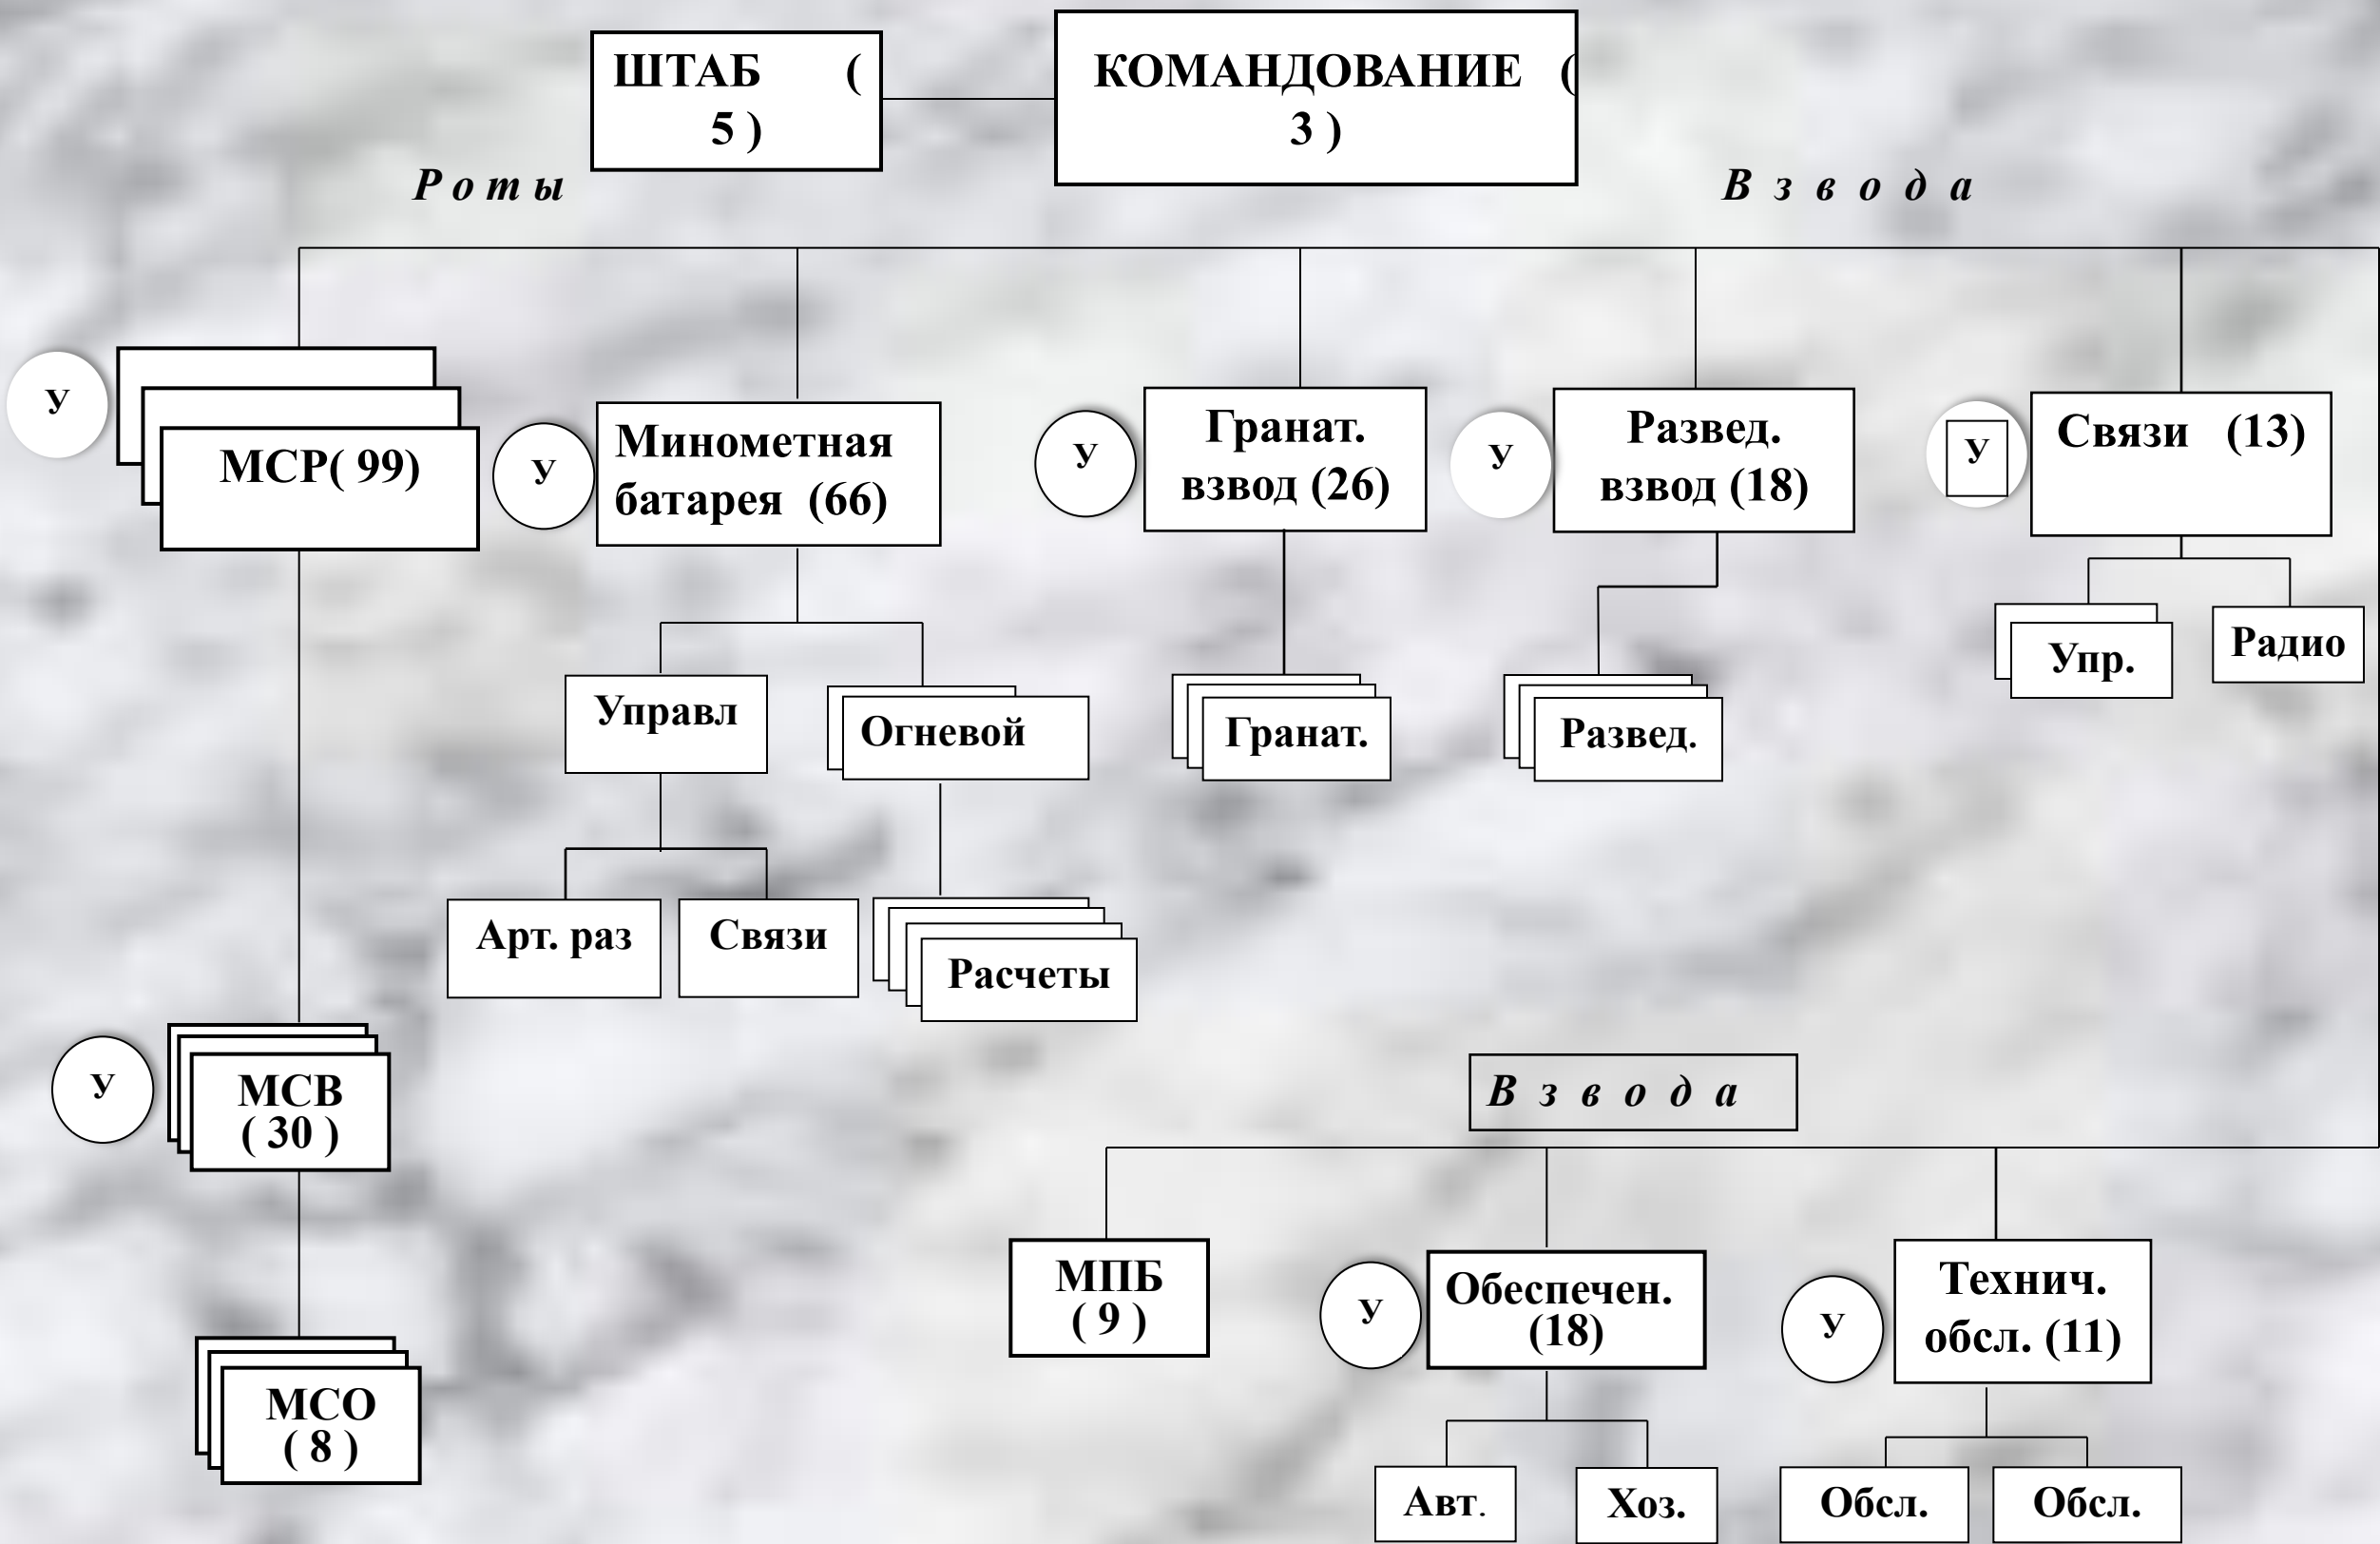 ШТАБ (
5 )
КОМАНДОВАНИЕ (
3 )
Р о т ы
В з в о д а
У
МСР( 99)
У
Минометная
батарея (66)
У
Гранат.
взвод (26)
У
Развед.
взвод (18)
У
Связи (13)
Упр.
Радио
Управл
Огневой
Гранат.
Развед.
Арт. раз
Связи
Расчеты
У
МСВ
( 30 )
В з в о д а
МПБ
( 9 )
У
Обеспечен.
(18)
У
Технич.
обсл. (11)
МСО
( 8 )
Авт.
Хоз.
Обсл.
Обсл.